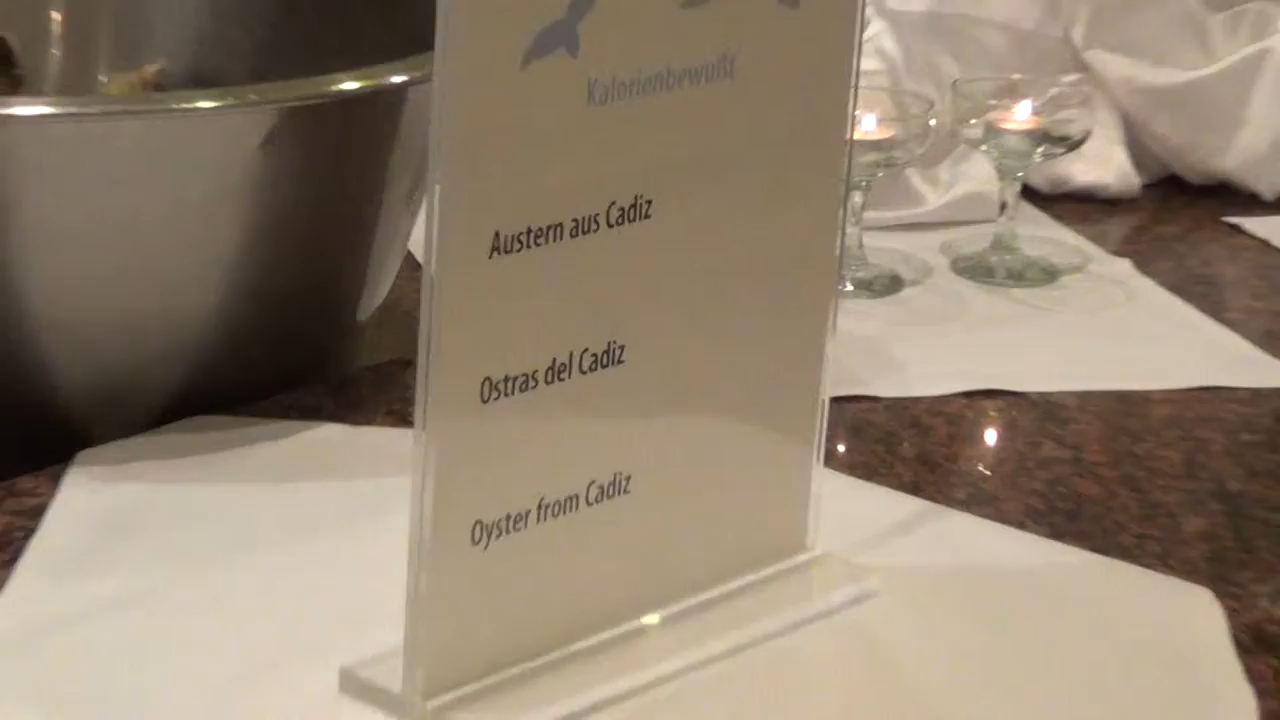 Kalorienbewußt
Austern aus Cadiz
Ostras del Cadiz
Oyster from Cadiz